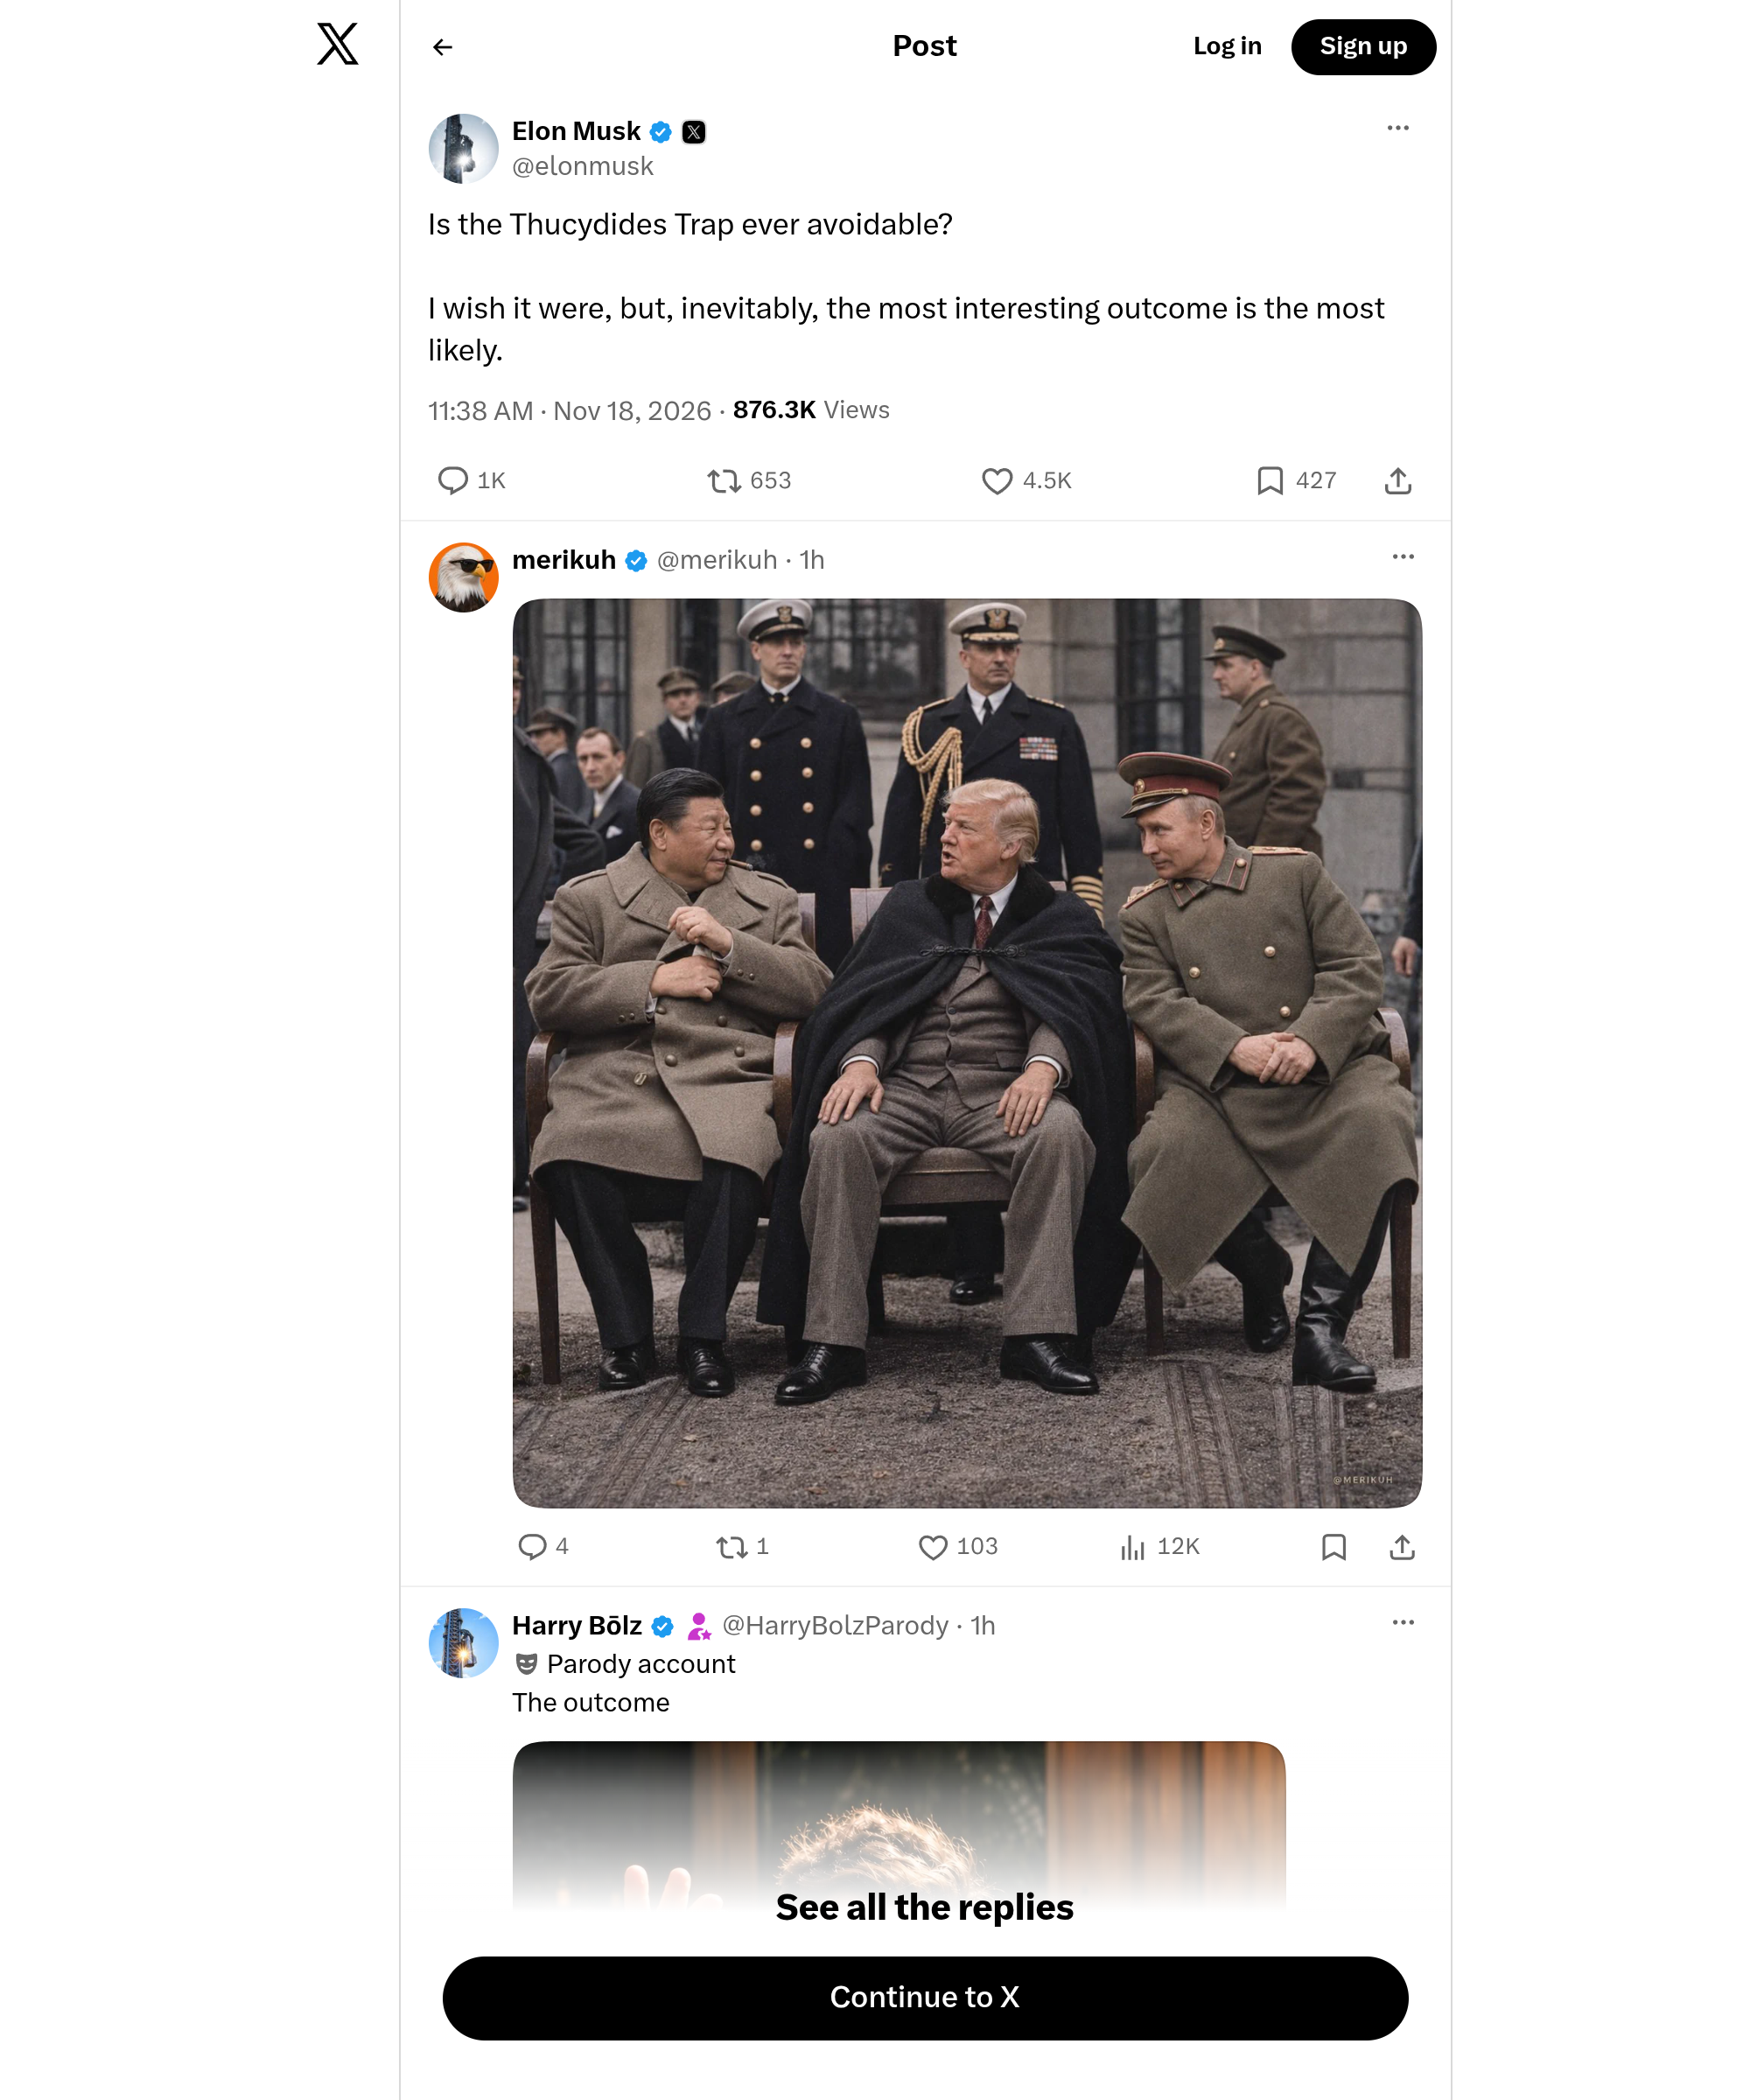 Post
Log in
Sign up
Elon Musk
@elonmusk
Is the Thucydides Trap ever avoidable?
I wish it were, but, inevitably, the most interesting outcome is the most
likely.
11:38 AM · Nov 18, 2026 · 876.3K Views
1K
653
4.5K
427
merikuh @merikuh · 1h
@MERIKUH
4
1
103
12K
Harry Bōlz @HarryBolzParody · 1h
Parody account
The outcome
See all the replies
Continue to X